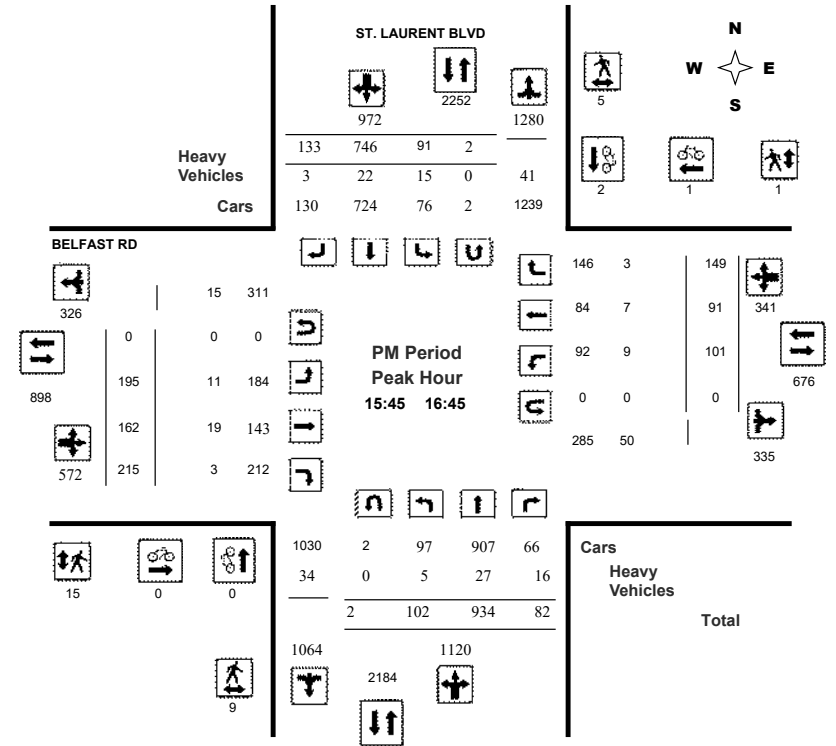 ST. LAURENT BLVD
N
W E
S
2252
972
1280
5
133 746 91 2
Heavy
Vehicles
3 22 15 0 41
2 1 1
Cars
130 724 76 2 1239
BELFAST RD
146 3 149
326
15 311
84 7 91 341
0 0 0
PM Period
Peak Hour
15:45 16:45
92 9 101
676
898
195 11 184
0 0 0
162 19 143
285 50
335
572
215 3 212
1030 2 97 907 66
Cars
34 0 5 27 16
Heavy
Vehicles
15 0 0
2 102 934 82
Total
1064 1120
2184
9